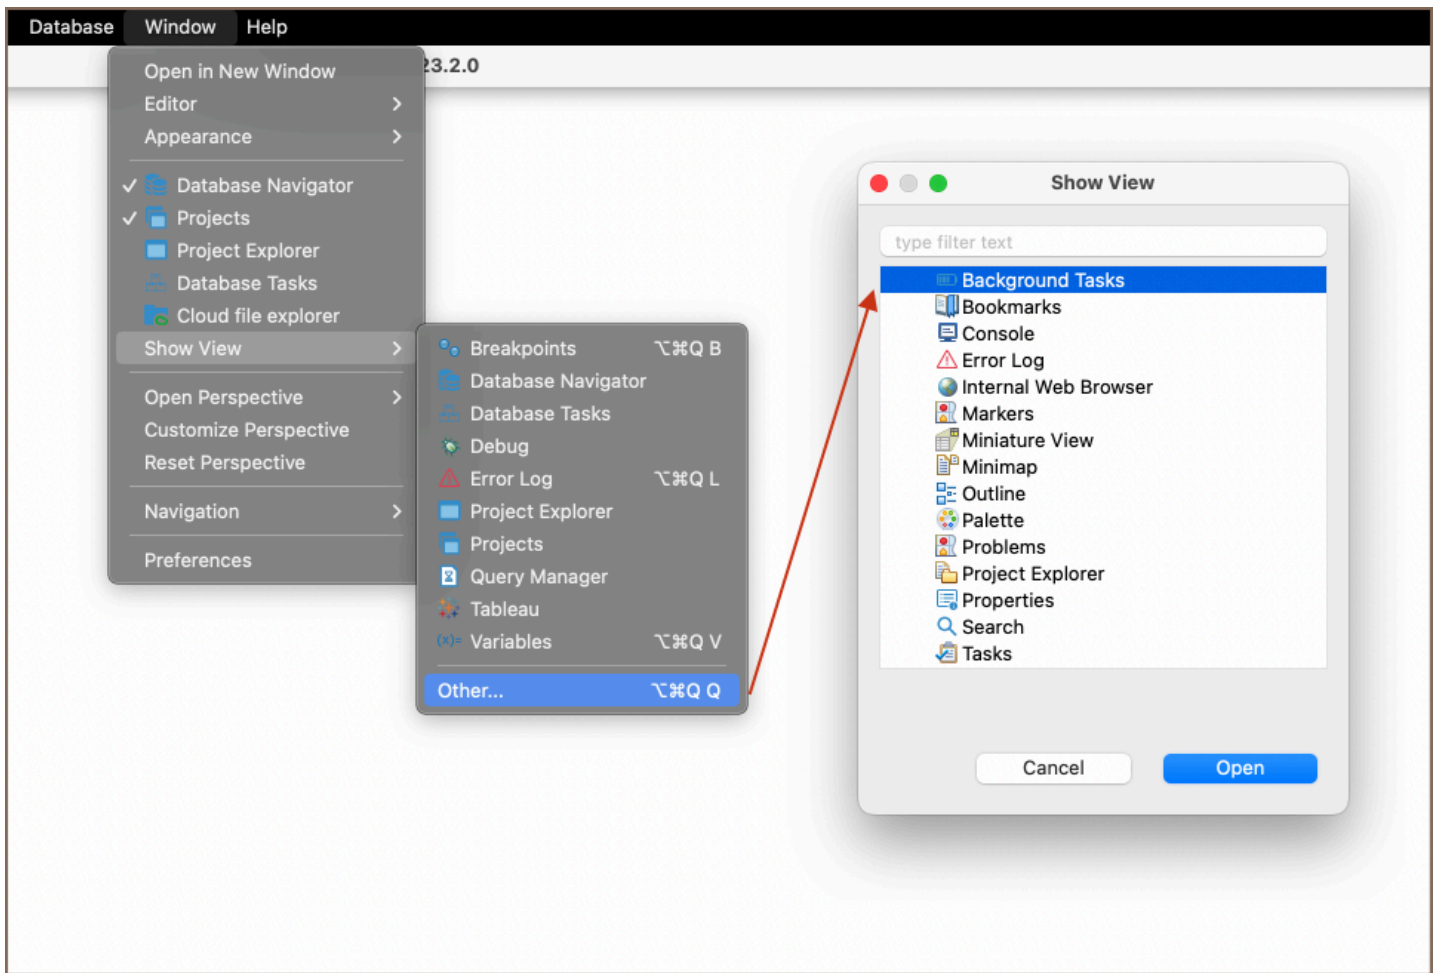 Database Window Help
23.2.0
Open in New Window
Editor
Appearance
Database Navigator
Projects
Project Explorer
Database Tasks
Cloud file explorer
Show View
Open Perspective
Customize Perspective
Reset Perspective
Navigation
Preferences
Breakpoints ⌥⌘Q B
Database Navigator
Database Tasks
Debug
Error Log ⌥⌘Q L
Project Explorer
Projects
Query Manager
Tableau
Variables ⌥⌘Q V
Other... ⌥⌘Q Q
Show View
type filter text
Background Tasks
Bookmarks
Console
Error Log
Internal Web Browser
Markers
Miniature View
Minimap
Outline
Palette
Problems
Project Explorer
Properties
Search
Tasks
Cancel Open